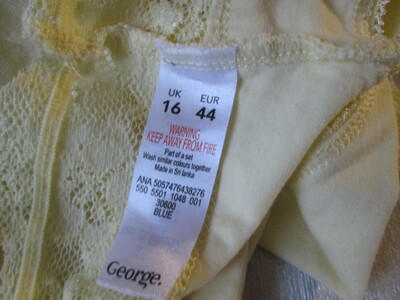 UK EUR
16 44
WARNING
KEEP AWAY FROM FIRE
Part of a set
Wash similar colours together
Made in Sri lanka
ANA 5057476438276
550 5501 1048 001
30600
BLUE
George.